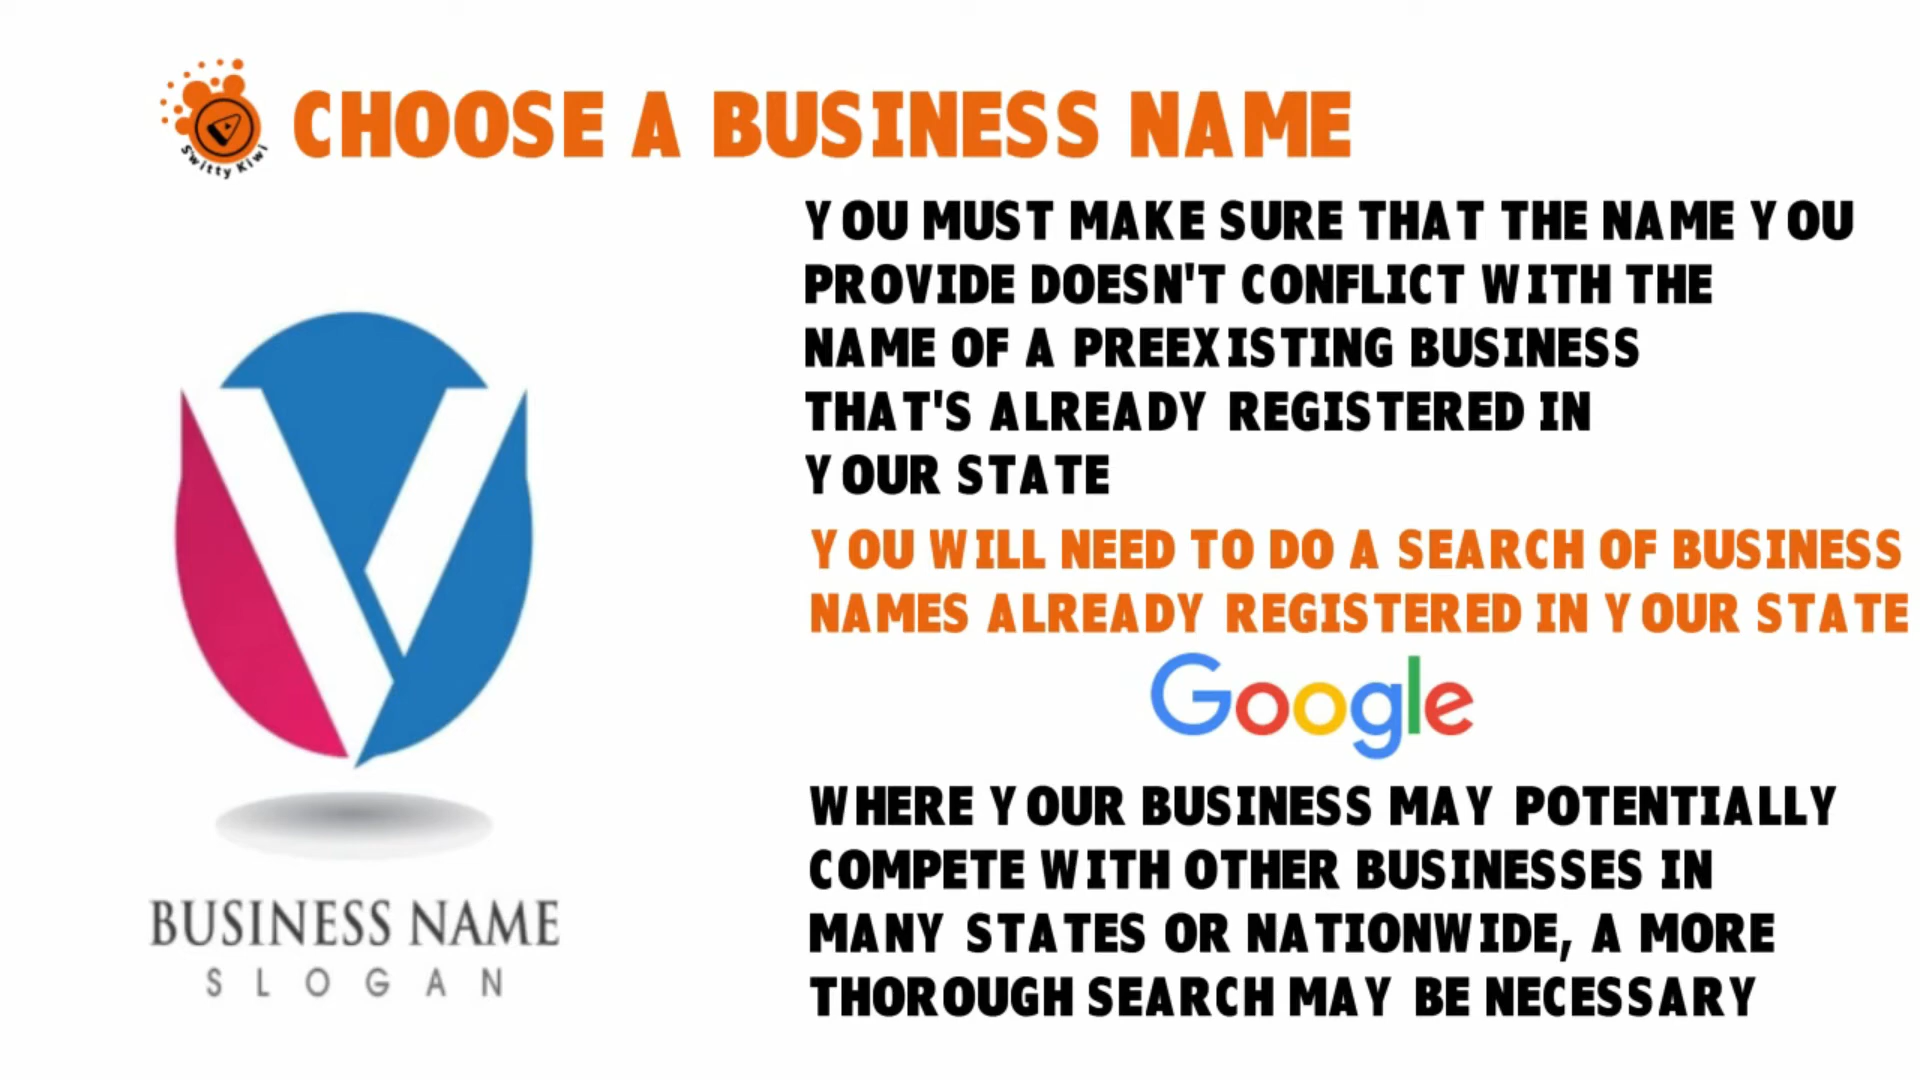 Switty Kiwi
CHOOSE A BUSINESS NAME
YOU MUST MAKE SURE THAT THE NAME YOU
PROVIDE DOESN'T CONFLICT WITH THE
NAME OF A PREEXISTING BUSINESS
THAT'S ALREADY REGISTERED IN
YOUR STATE
YOU WILL NEED TO DO A SEARCH OF BUSINESS
NAMES ALREADY REGISTERED IN YOUR STATE
Google
WHERE YOUR BUSINESS MAY POTENTIALLY
COMPETE WITH OTHER BUSINESSES IN
MANY STATES OR NATIONWIDE, A MORE
THOROUGH SEARCH MAY BE NECESSARY
BUSINESS NAME
SLOGAN